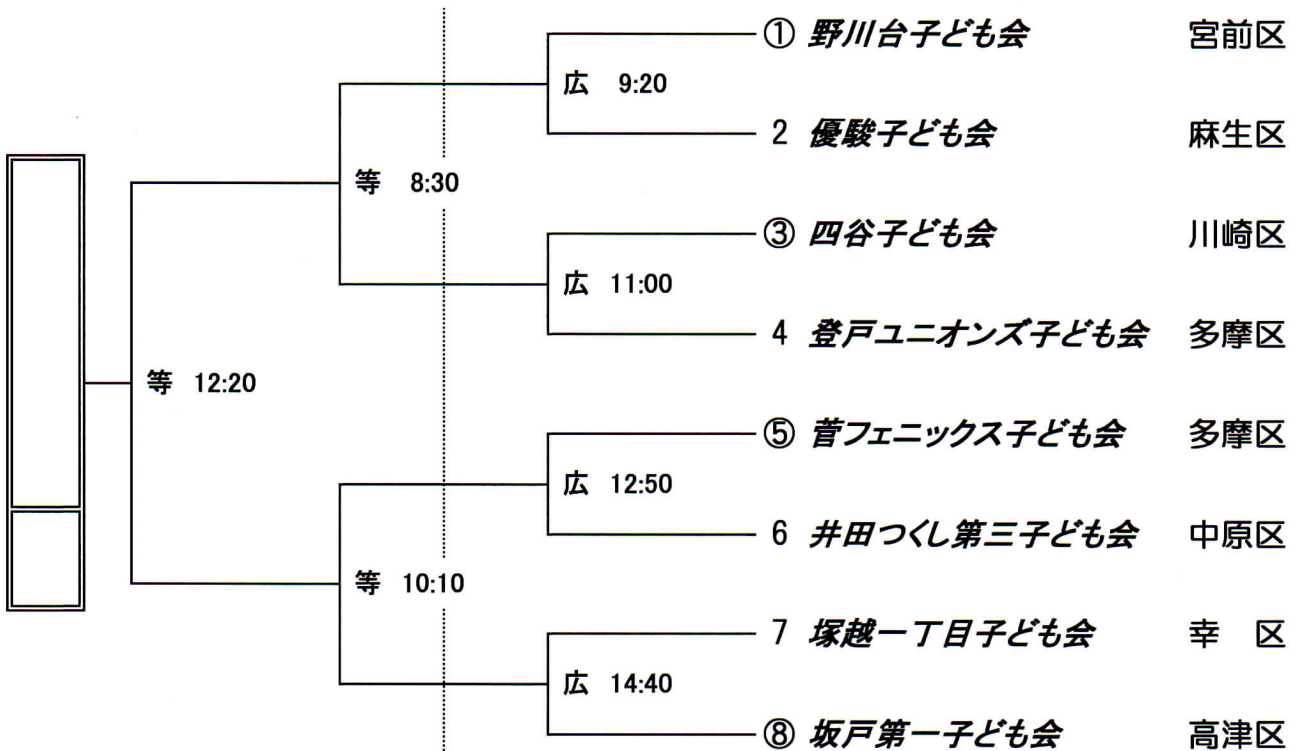 ① 野川台子ども会 宮前区
広 9:20
2 優駿子ども会 麻生区
等 8:30
③ 四谷子ども会 川崎区
広 11:00
4 登戸ユニオンズ子ども会 多摩区
等 12:20
⑤ 菅フェニックス子ども会 多摩区
広 12:50
6 井田つくし第三子ども会 中原区
等 10:10
7 塚越一丁目子ども会 幸 区
広 14:40
⑧ 坂戸第一子ども会 高津区